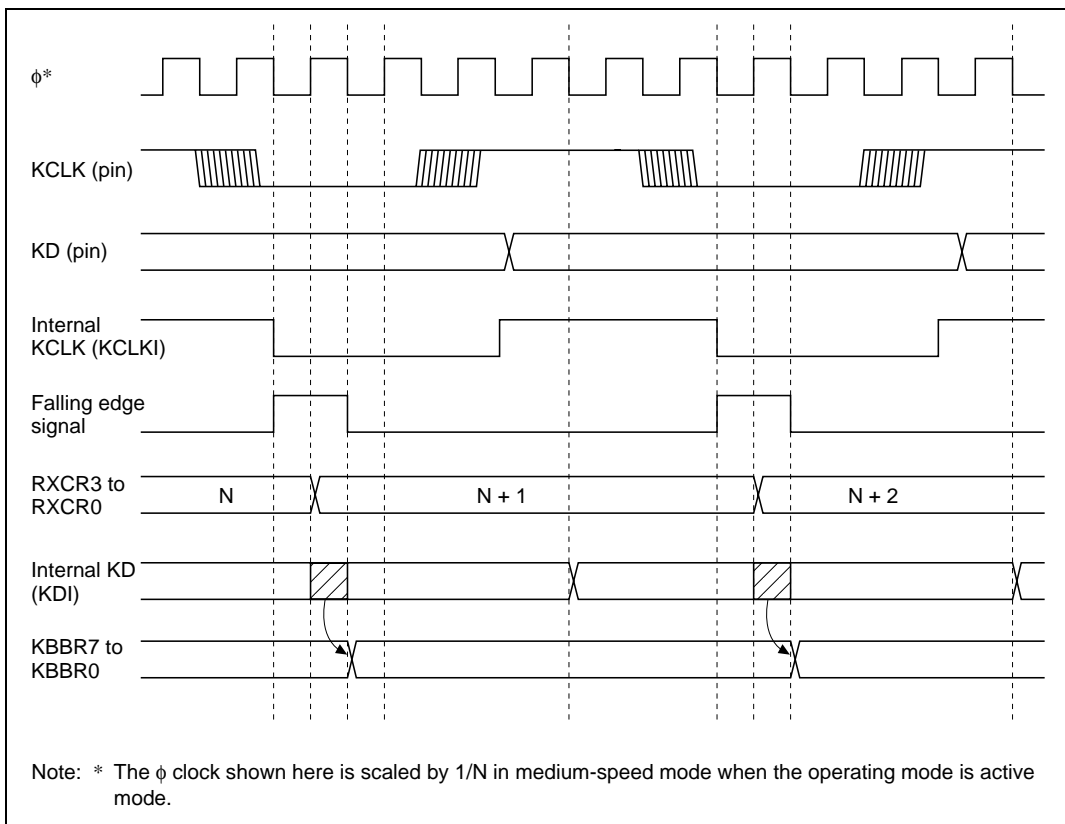 φ*
KCLK (pin)
KD (pin)
Internal
KCLK (KCLKI)
Falling edge
signal
RXCR3 to
RXCR0
N
N + 1
N + 2
Internal KD
(KDI)
KBBR7 to
KBBR0
Note: * The φ clock shown here is scaled by 1/N in medium-speed mode when the operating mode is active
mode.